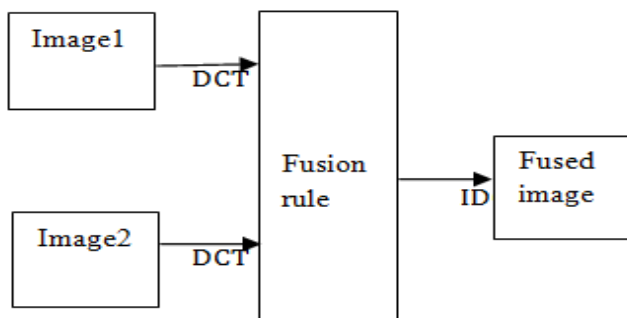 Image1
DCT
Fusion
rule
Fused
image
ID
Image2
DCT